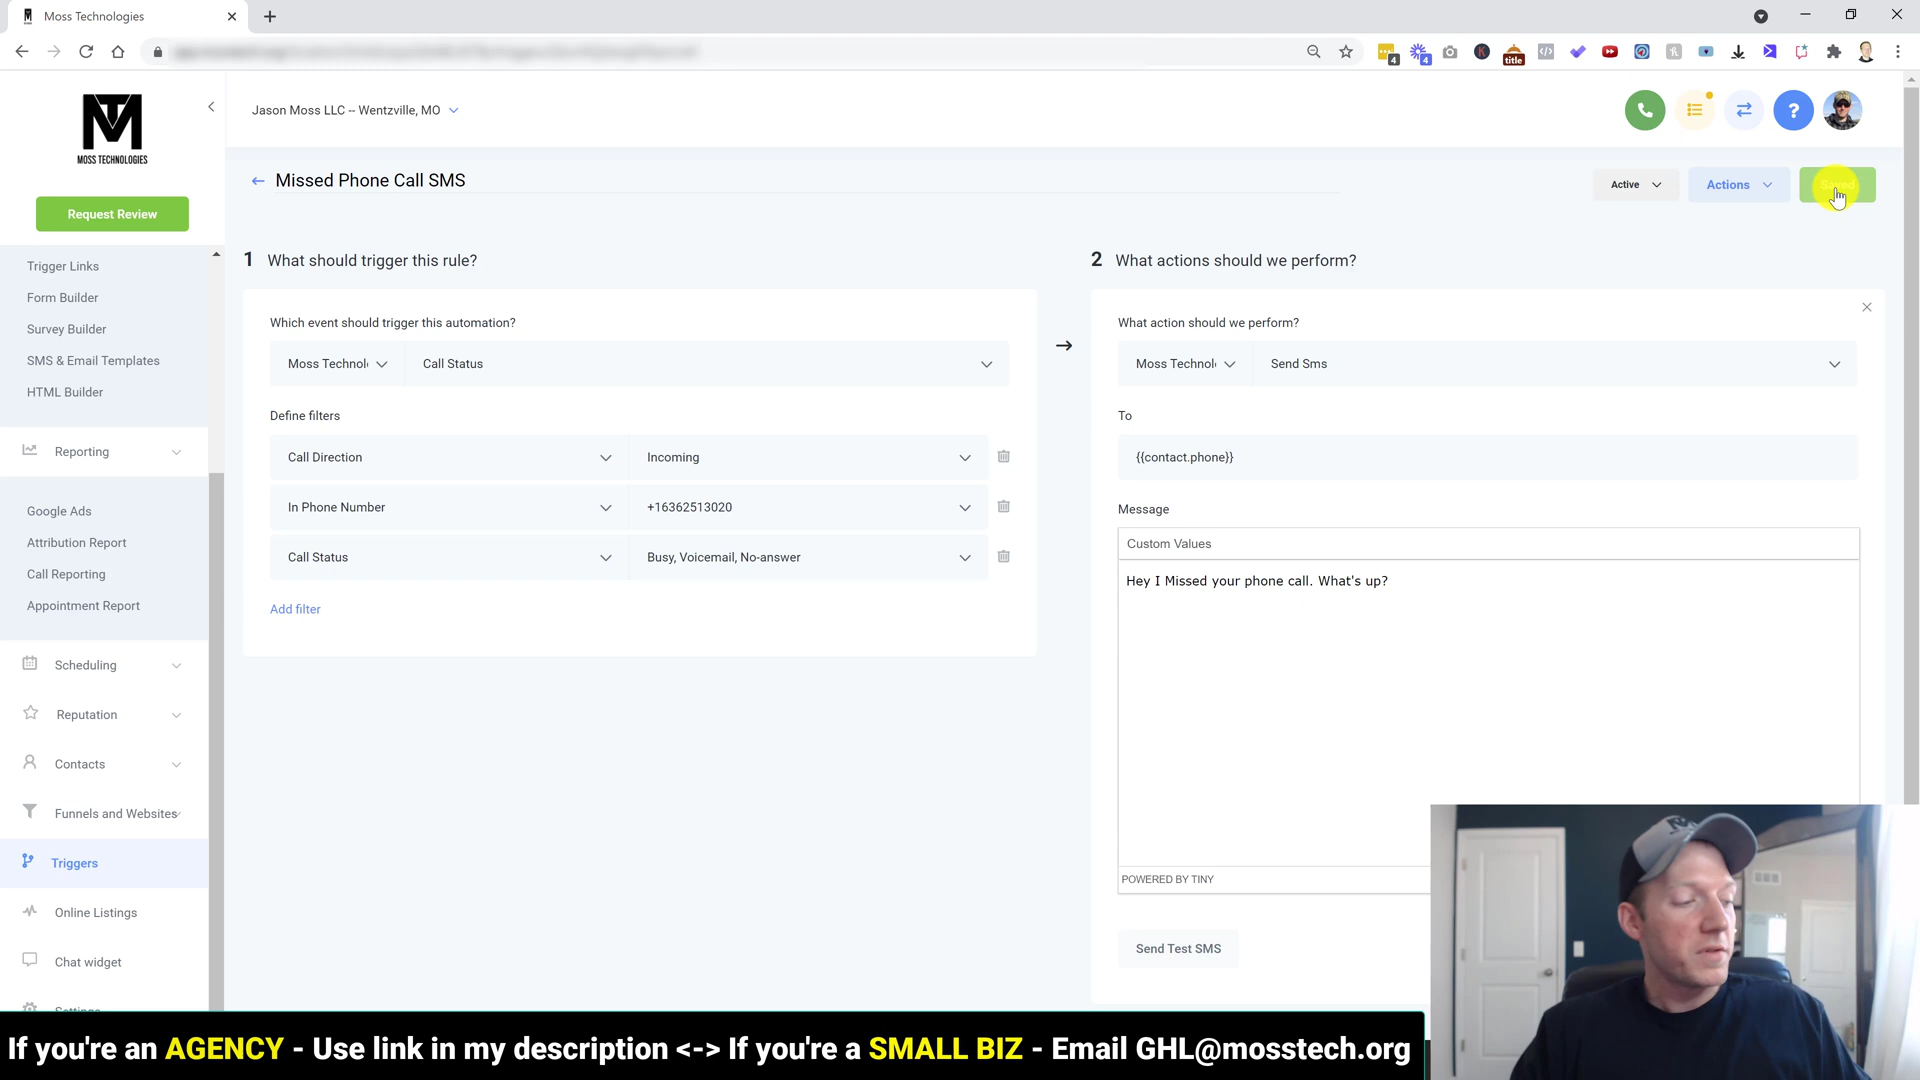 Moss Technologies
4
4
title
MOSS TECHNOLOGIES
Jason Moss LLC -- Wentzville, MO
?
Request Review
Missed Phone Call SMS
Active
Actions
Saved
Trigger Links
Form Builder
Survey Builder
SMS & Email Templates
HTML Builder
Reporting
Google Ads
Attribution Report
Call Reporting
Appointment Report
Scheduling
Reputation
Contacts
Funnels and Websites
Triggers
Online Listings
Chat widget
Settings
1 What should trigger this rule?
Which event should trigger this automation?
Moss Technol
Call Status
Define filters
Call Direction
Incoming
In Phone Number
+16362513020
Call Status
Busy, Voicemail, No-answer
Add filter
2 What actions should we perform?
What action should we perform?
Moss Technol
Send Sms
To
{{contact.phone}}
Message
Custom Values
Hey I Missed your phone call. What's up?
POWERED BY TINY
Send Test SMS
If you're an AGENCY - Use link in my description <-> If you're a SMALL BIZ - Email GHL@mosstech.org